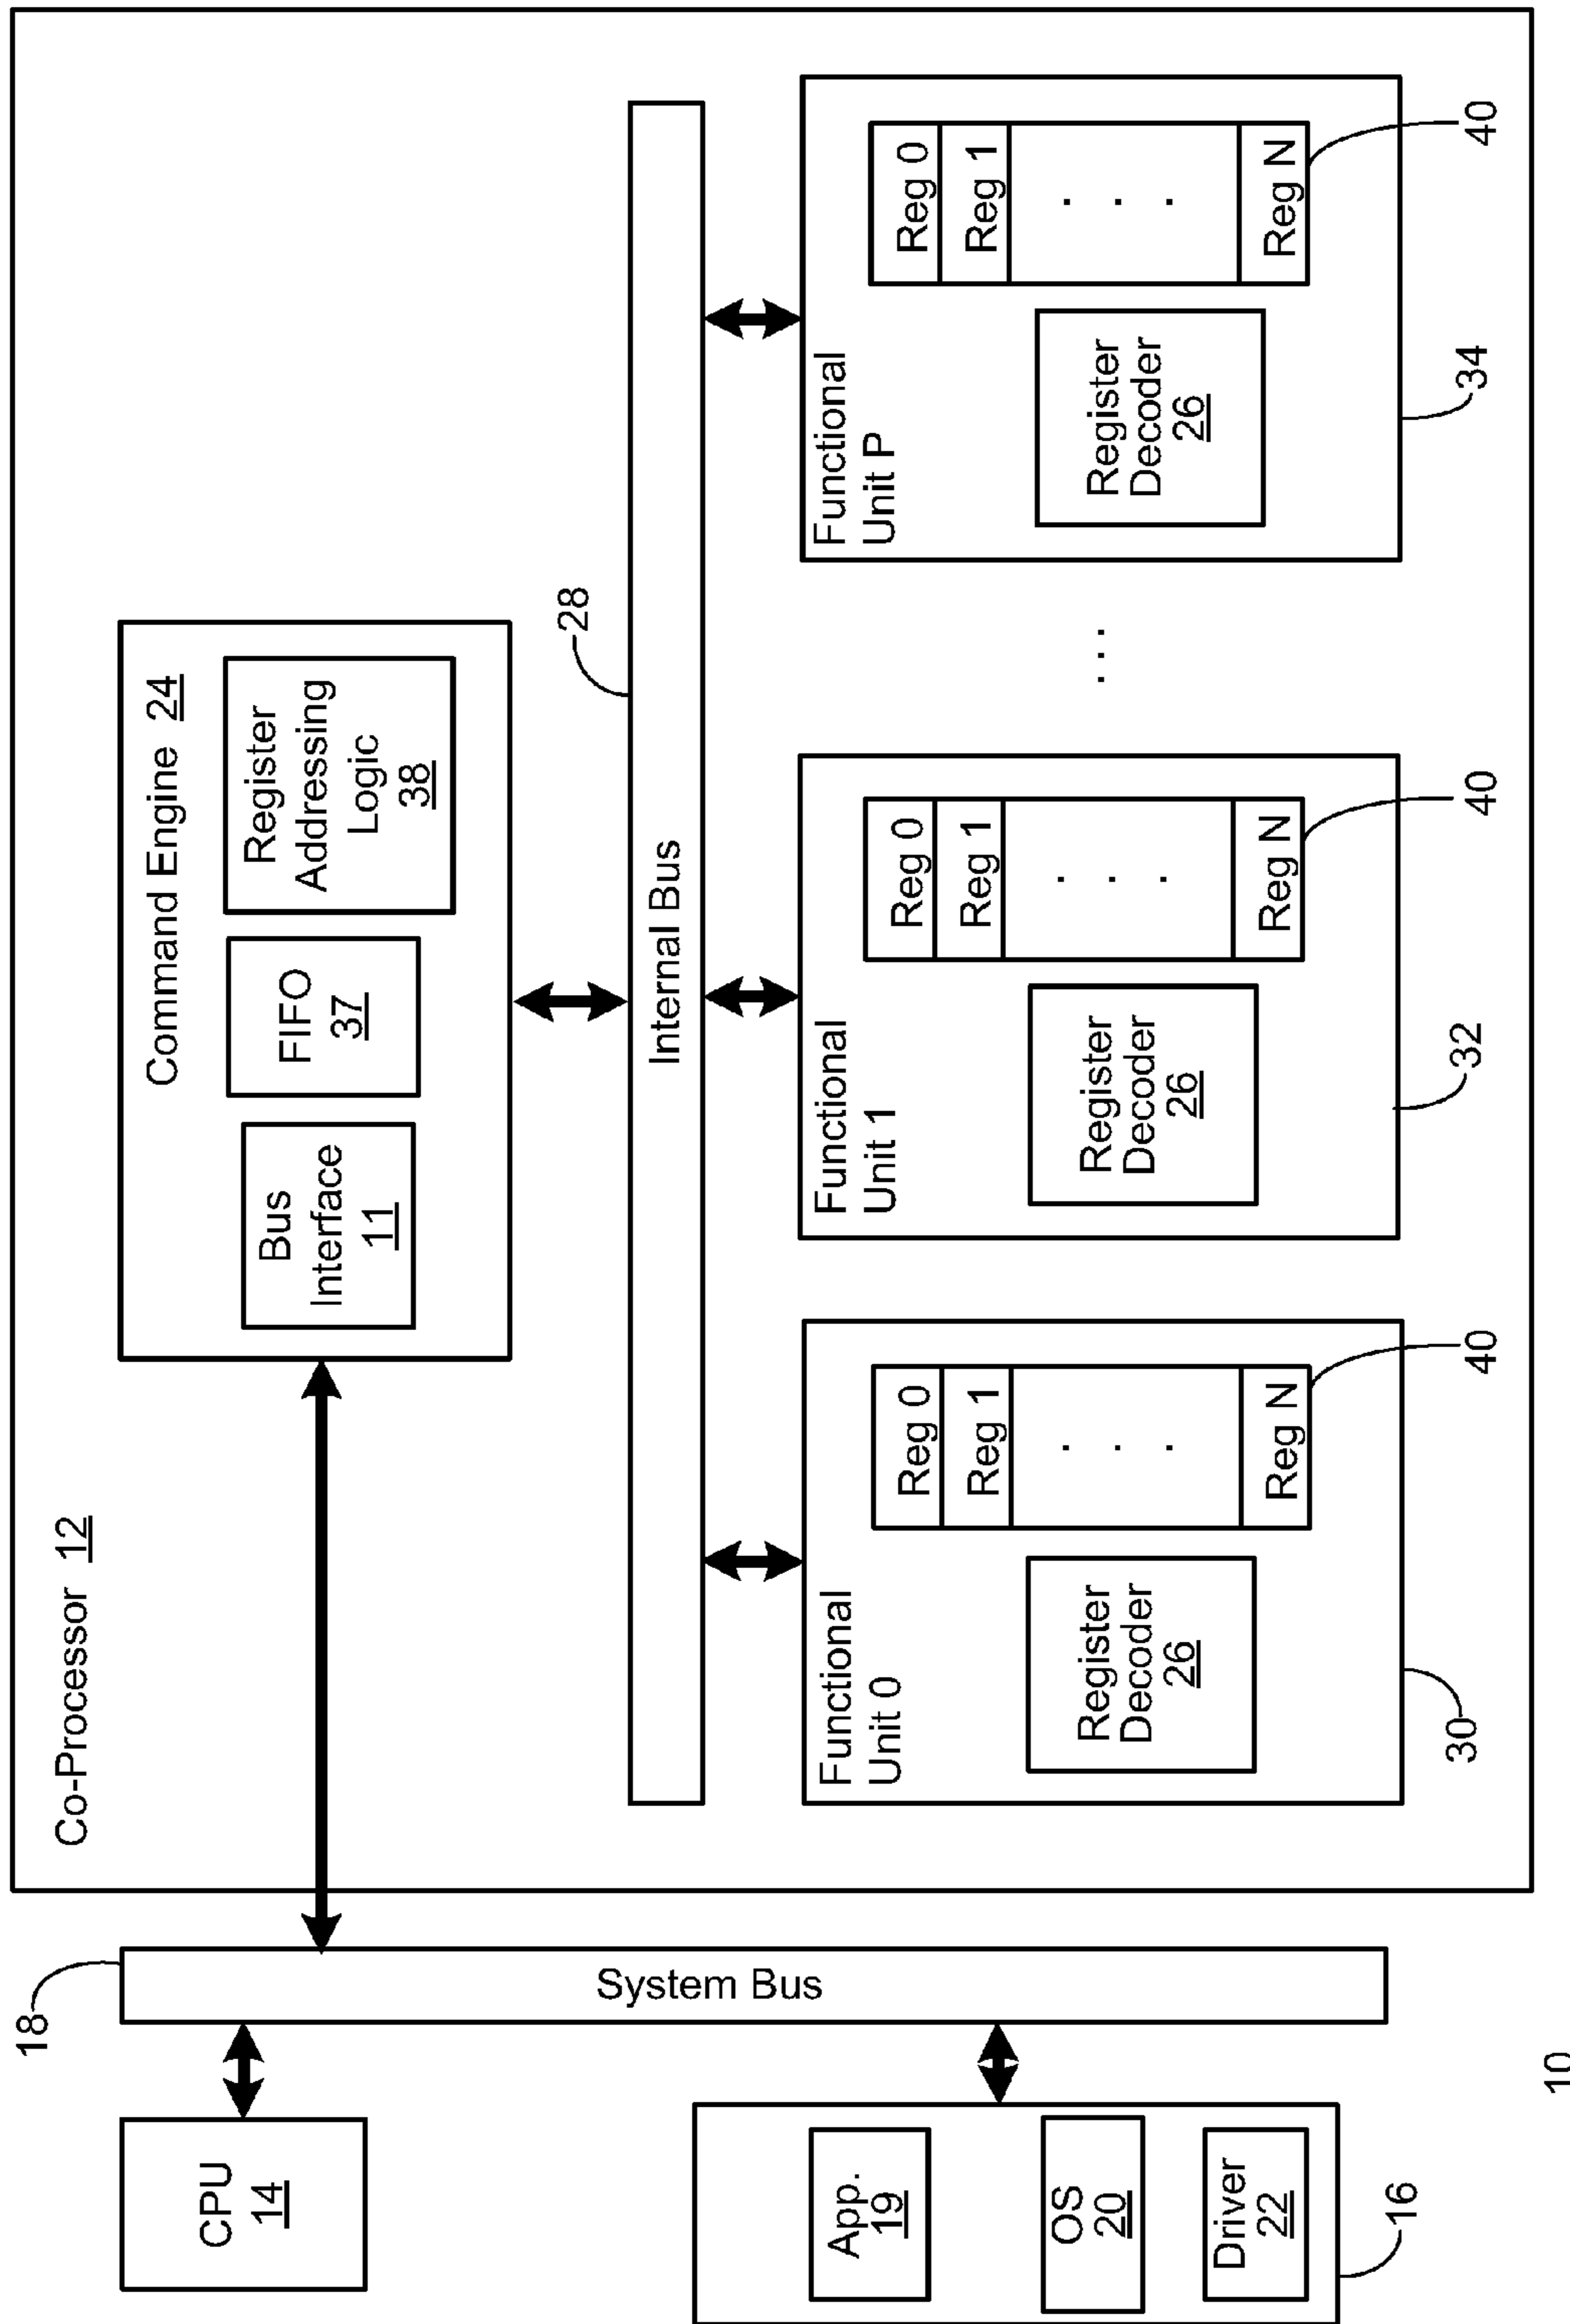 Co-Processor 12
Command Engine 24
Bus
Interface
11
FIFO
37
Register
Addressing
Logic
38
18
CPU
14
System Bus
28
Internal Bus
App.
19
OS
20
Driver
22
16
Functional
Unit 0
Register
Decoder
26
Reg 0
Reg 1
. . .
Reg N
40
30
Functional
Unit 1
Register
Decoder
26
Reg 0
Reg 1
. . .
Reg N
40
32
. . .
Functional
Unit P
Register
Decoder
26
Reg 0
Reg 1
. . .
Reg N
40
34
10